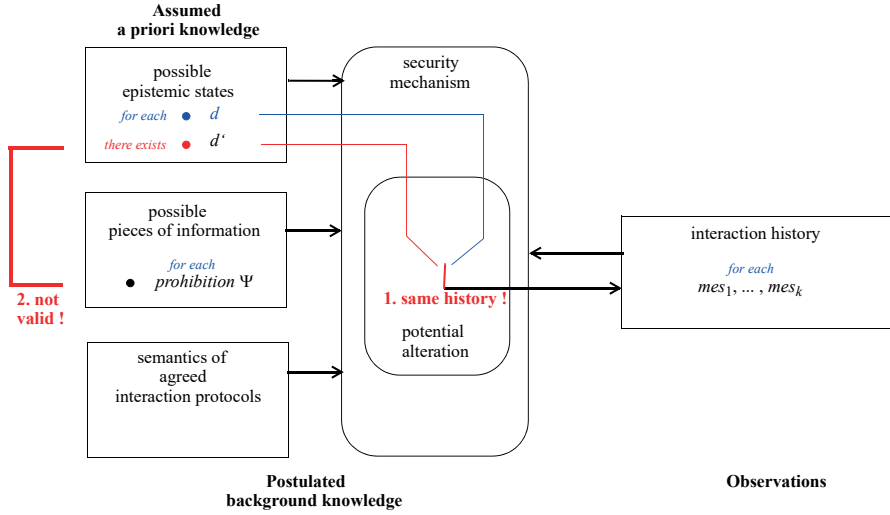 Assumed
a priori knowledge
possible
epistemic states
for each d
there exists d‘
possible
pieces of information
for each
prohibition Ψ
2. not
valid !
semantics of
agreed
interaction protocols
security
mechanism
1. same history !
potential
alteration
interaction history
for each
mes1, ... , mesk
Postulated
background knowledge
Observations